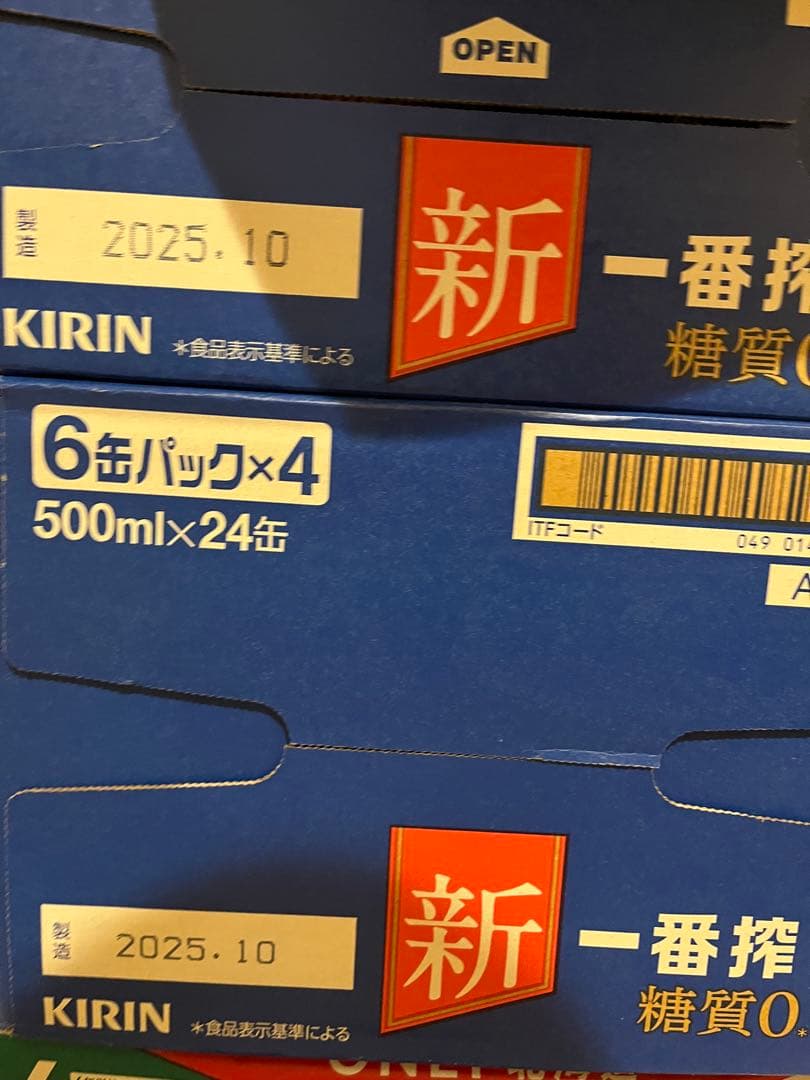 OPEN
製造
2025.10
新
一番搾
糖質0
KIRIN
*食品表示基準による
6缶パック×4
500ml×24缶
ITFコード
049 014
A
製造
2025.10
新
一番搾
糖質0.*
KIRIN
*食品表示基準による